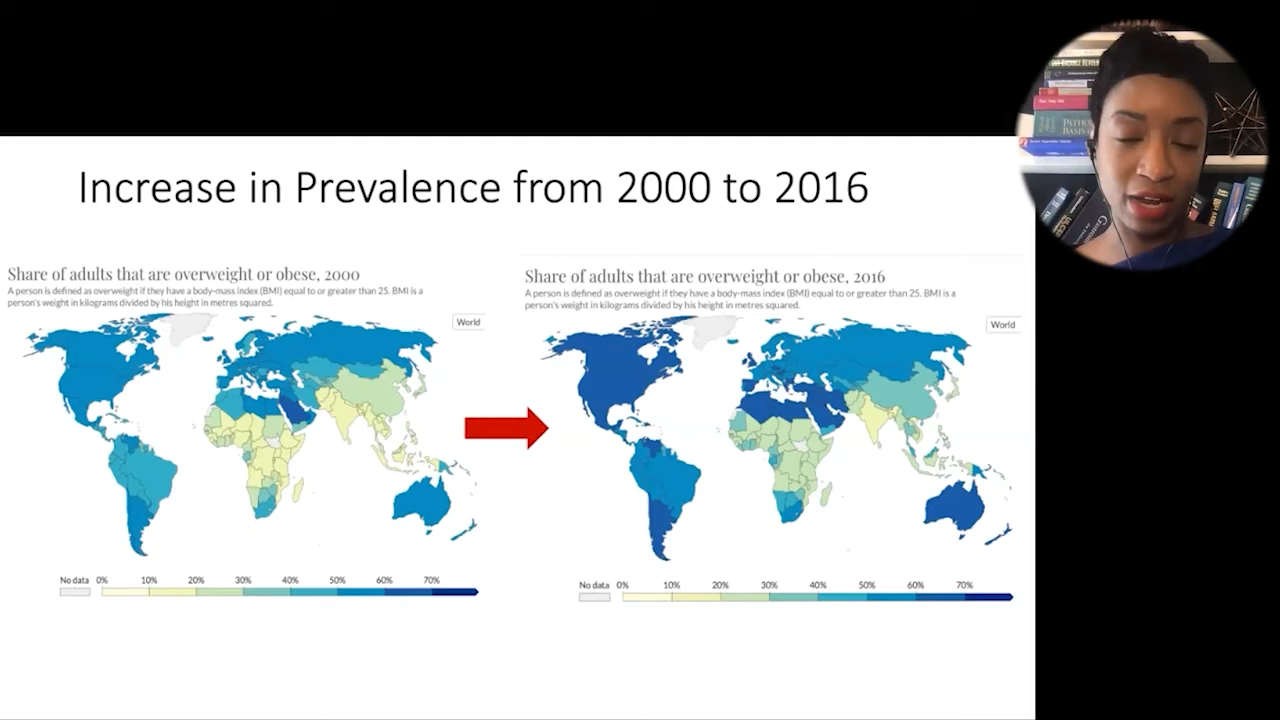 Increase in Prevalence from 2000 to 2016
Share of adults that are overweight or obese, 2000
A person is defined as overweight if they have a body-mass index (BMI) equal to or greater than 25. BMI is a
person's weight in kilograms divided by his height in metres squared.
World
No data 0% 10% 20% 30% 40% 50% 60% 70%
Share of adults that are overweight or obese, 2016
A person is defined as overweight if they have a body-mass index (BMI) equal to or greater than 25. BMI is a
person's weight in kilograms divided by his height in metres squared.
World
No data 0% 10% 20% 30% 40% 50% 60% 70%